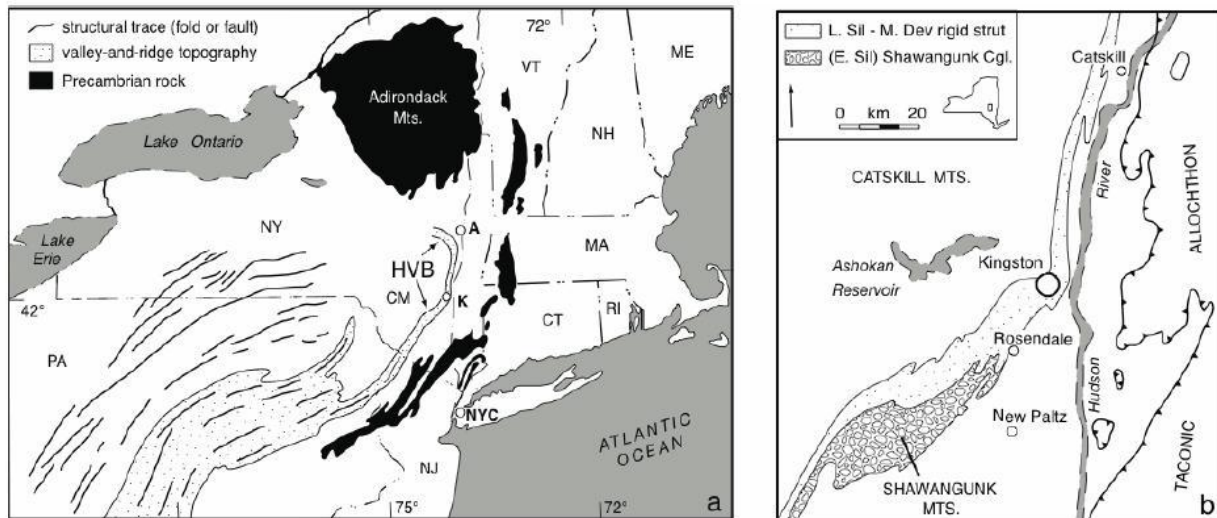 structural trace (fold or fault)
valley-and-ridge topography
Precambrian rock
72°
VT
ME
Adirondack
Mts.
NH
Lake Ontario
NY
Lake
Erie
A
MA
HVB
CM
K
42°
CT
RI
PA
NYC
ATLANTIC
OCEAN
NJ
75°
72°
a
b
L. Sil - M. Dev rigid strut
(E. Sil) Shawangunk Cgl.
0 km 20
Catskill
River
CATSKILL MTS.
ALLOCHTHON
Ashokan
Reservoir
Kingston
Rosendale
Hudson
New Paltz
TACONIC
SHAWANGUNK
MTS.
b